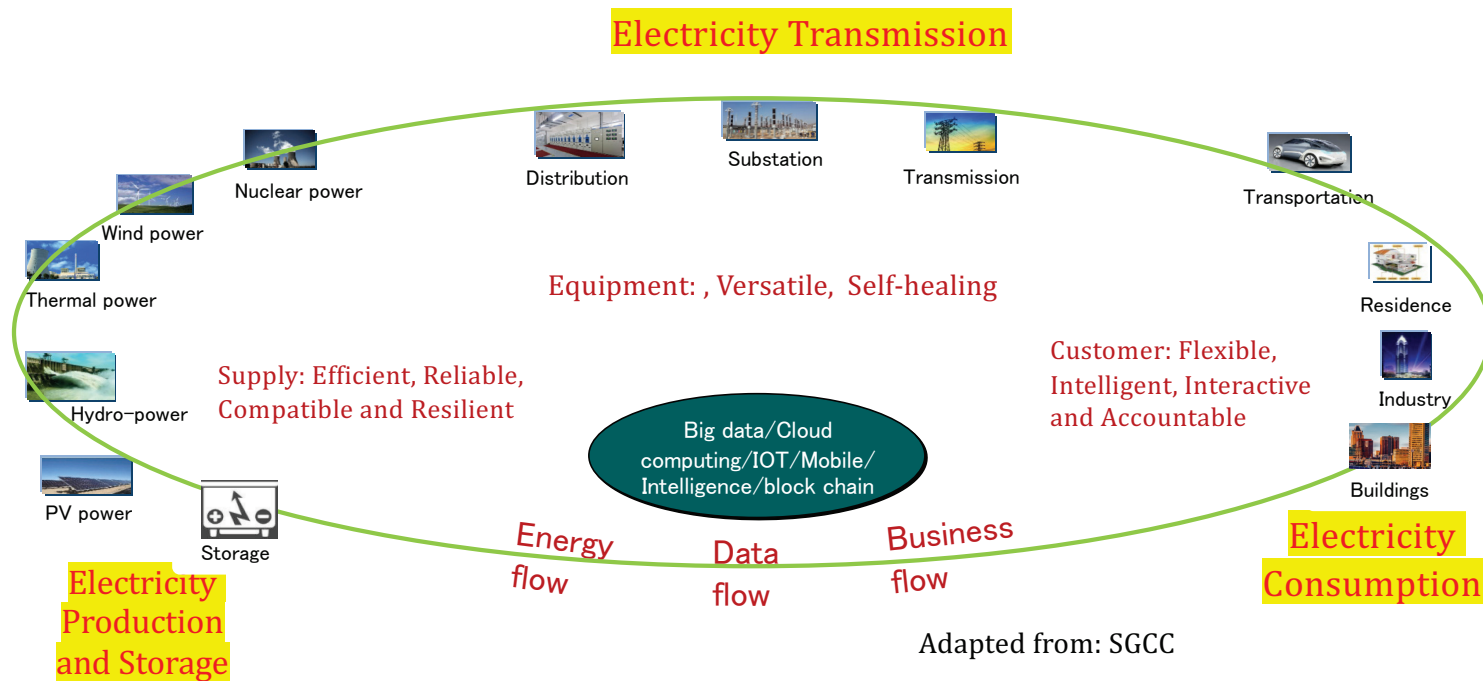 Electricity Transmission
Nuclear power
Distribution
Substation
Transmission
Transportation
Wind power
Thermal power
Equipment: , Versatile, Self-healing
Residence
Supply: Efficient, Reliable,
Compatible and Resilient
Customer: Flexible,
Intelligent, Interactive
and Accountable
Hydro-power
Industry
Big data/Cloud
computing/IOT/Mobile/
Intelligence/block chain
PV power
Buildings
Storage
Energy
flow
Data
flow
Business
flow
Electricity
Production
and Storage
Electricity
Consumption
Adapted from: SGCC